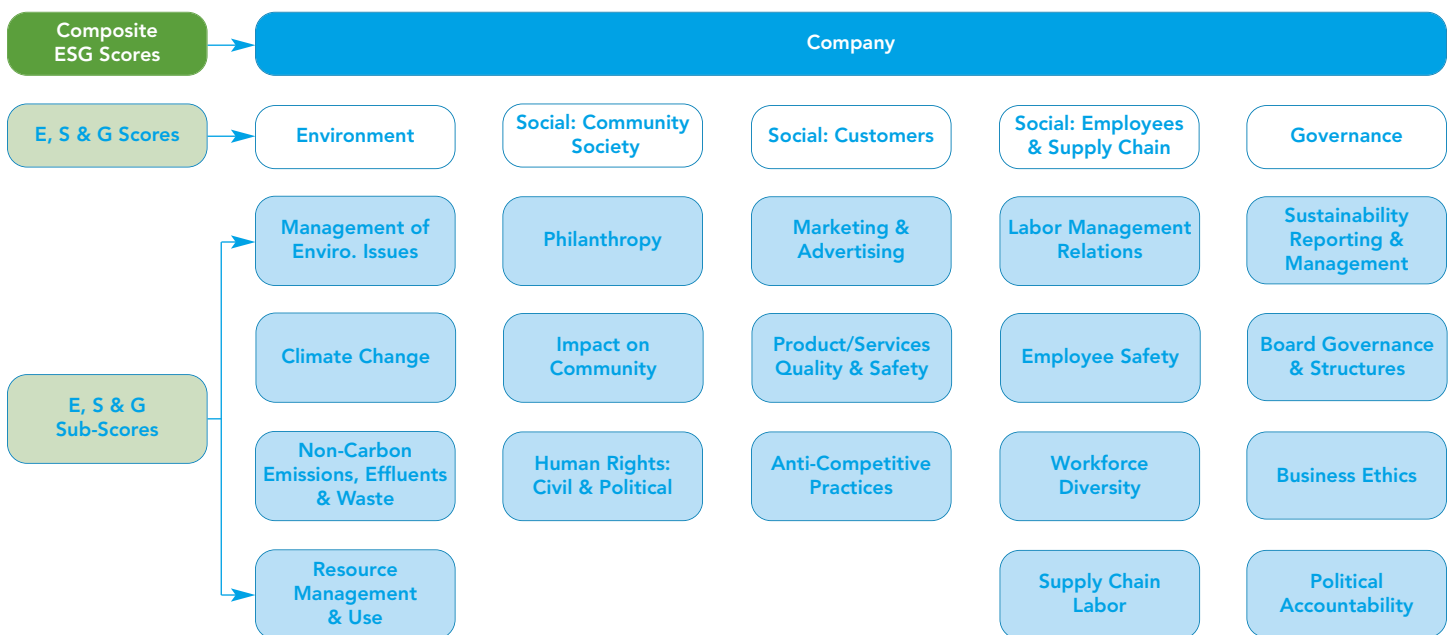 Composite
ESG Scores
Company
E, S & G Scores
Environment
Social: Community
Society
Social: Customers
Social: Employees
& Supply Chain
Governance
E, S & G
Sub-Scores
Management of
Enviro. Issues
Philanthropy
Marketing &
Advertising
Labor Management
Relations
Sustainability
Reporting &
Management
Climate Change
Impact on
Community
Product/Services
Quality & Safety
Employee Safety
Board Governance
& Structures
Non-Carbon
Emissions, Effluents
& Waste
Human Rights:
Civil & Political
Anti-Competitive
Practices
Workforce
Diversity
Business Ethics
Resource
Management
& Use
Supply Chain
Labor
Political
Accountability